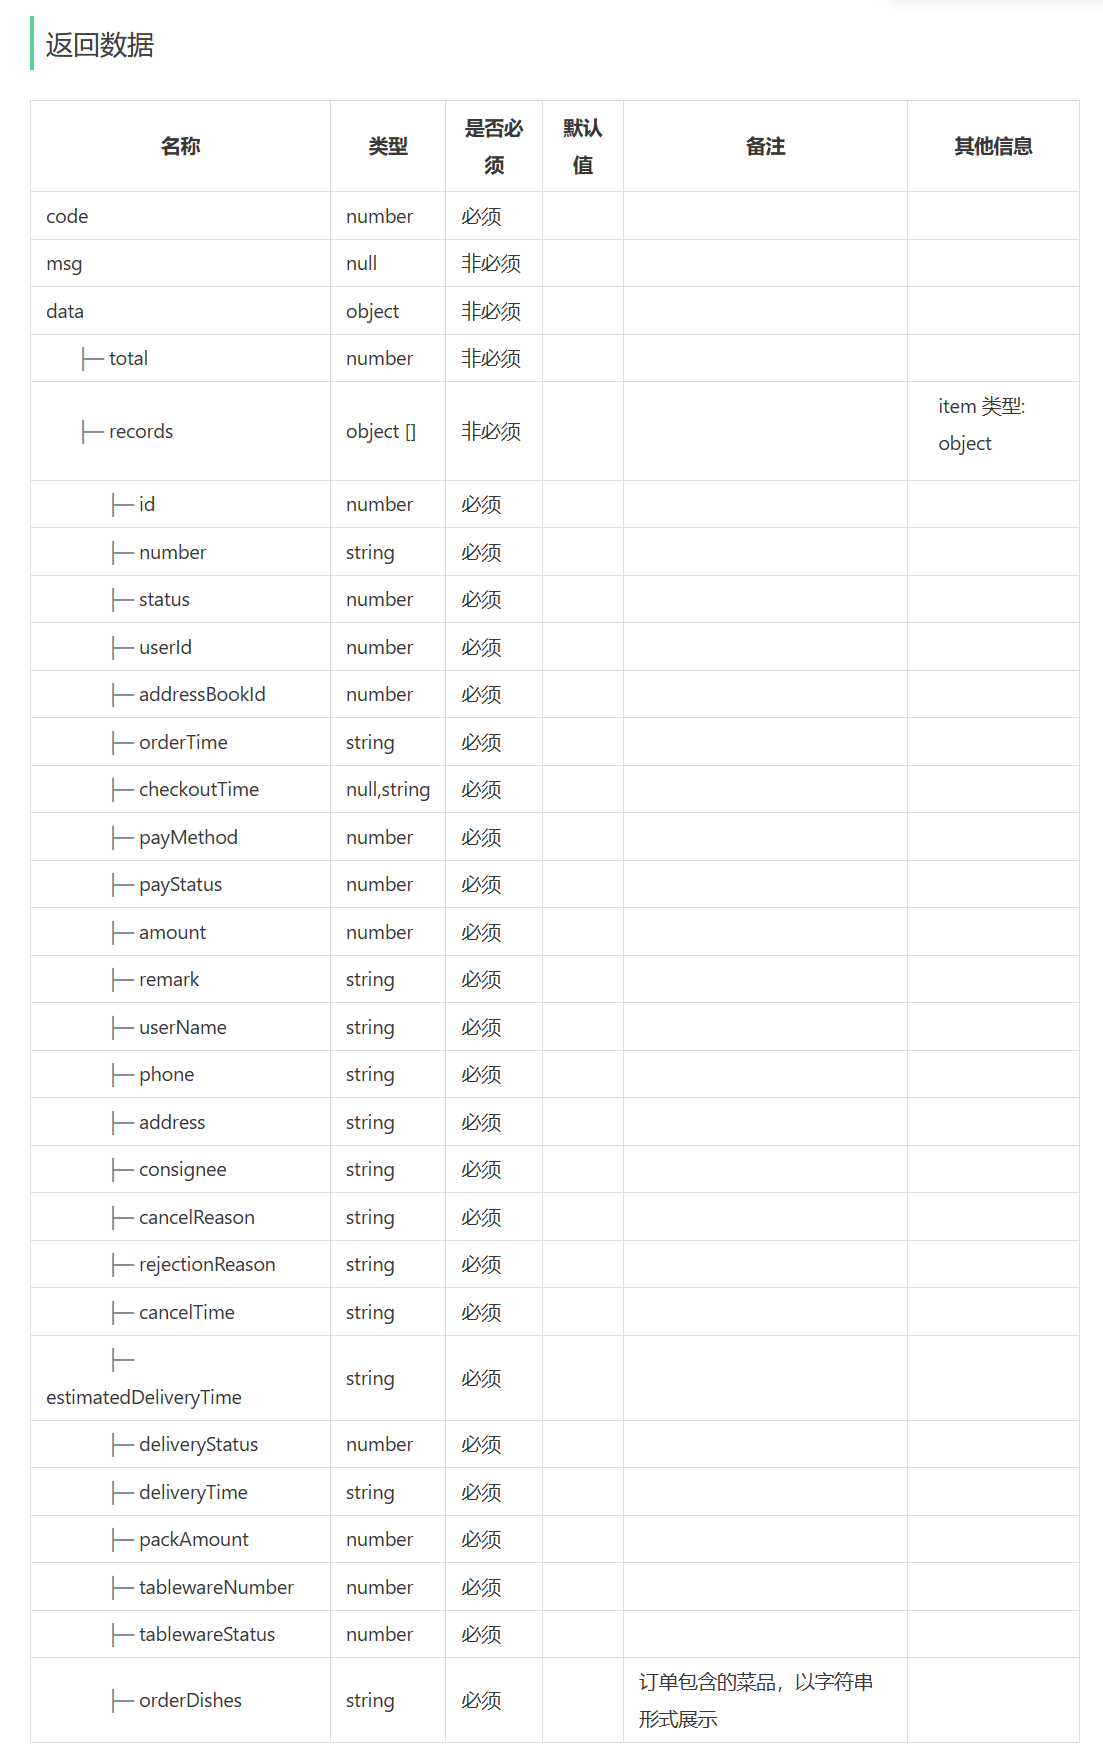 返回数据
名称 类型 是否必须 默认值 备注 其他信息
code number 必须
msg null 非必须
data object 非必须
├─ total number 非必须
├─ records object [] 非必须 item 类型: object
├─ id number 必须
├─ number string 必须
├─ status number 必须
├─ userId number 必须
├─ addressBookId number 必须
├─ orderTime string 必须
├─ checkoutTime null,string 必须
├─ payMethod number 必须
├─ payStatus number 必须
├─ amount number 必须
├─ remark string 必须
├─ userName string 必须
├─ phone string 必须
├─ address string 必须
├─ consignee string 必须
├─ cancelReason string 必须
├─ rejectionReason string 必须
├─ cancelTime string 必须
├─ estimatedDeliveryTime string 必须
├─ deliveryStatus number 必须
├─ deliveryTime string 必须
├─ packAmount number 必须
├─ tablewareNumber number 必须
├─ tablewareStatus number 必须
├─ orderDishes string 必须 订单包含的菜品，以字符串形式展示